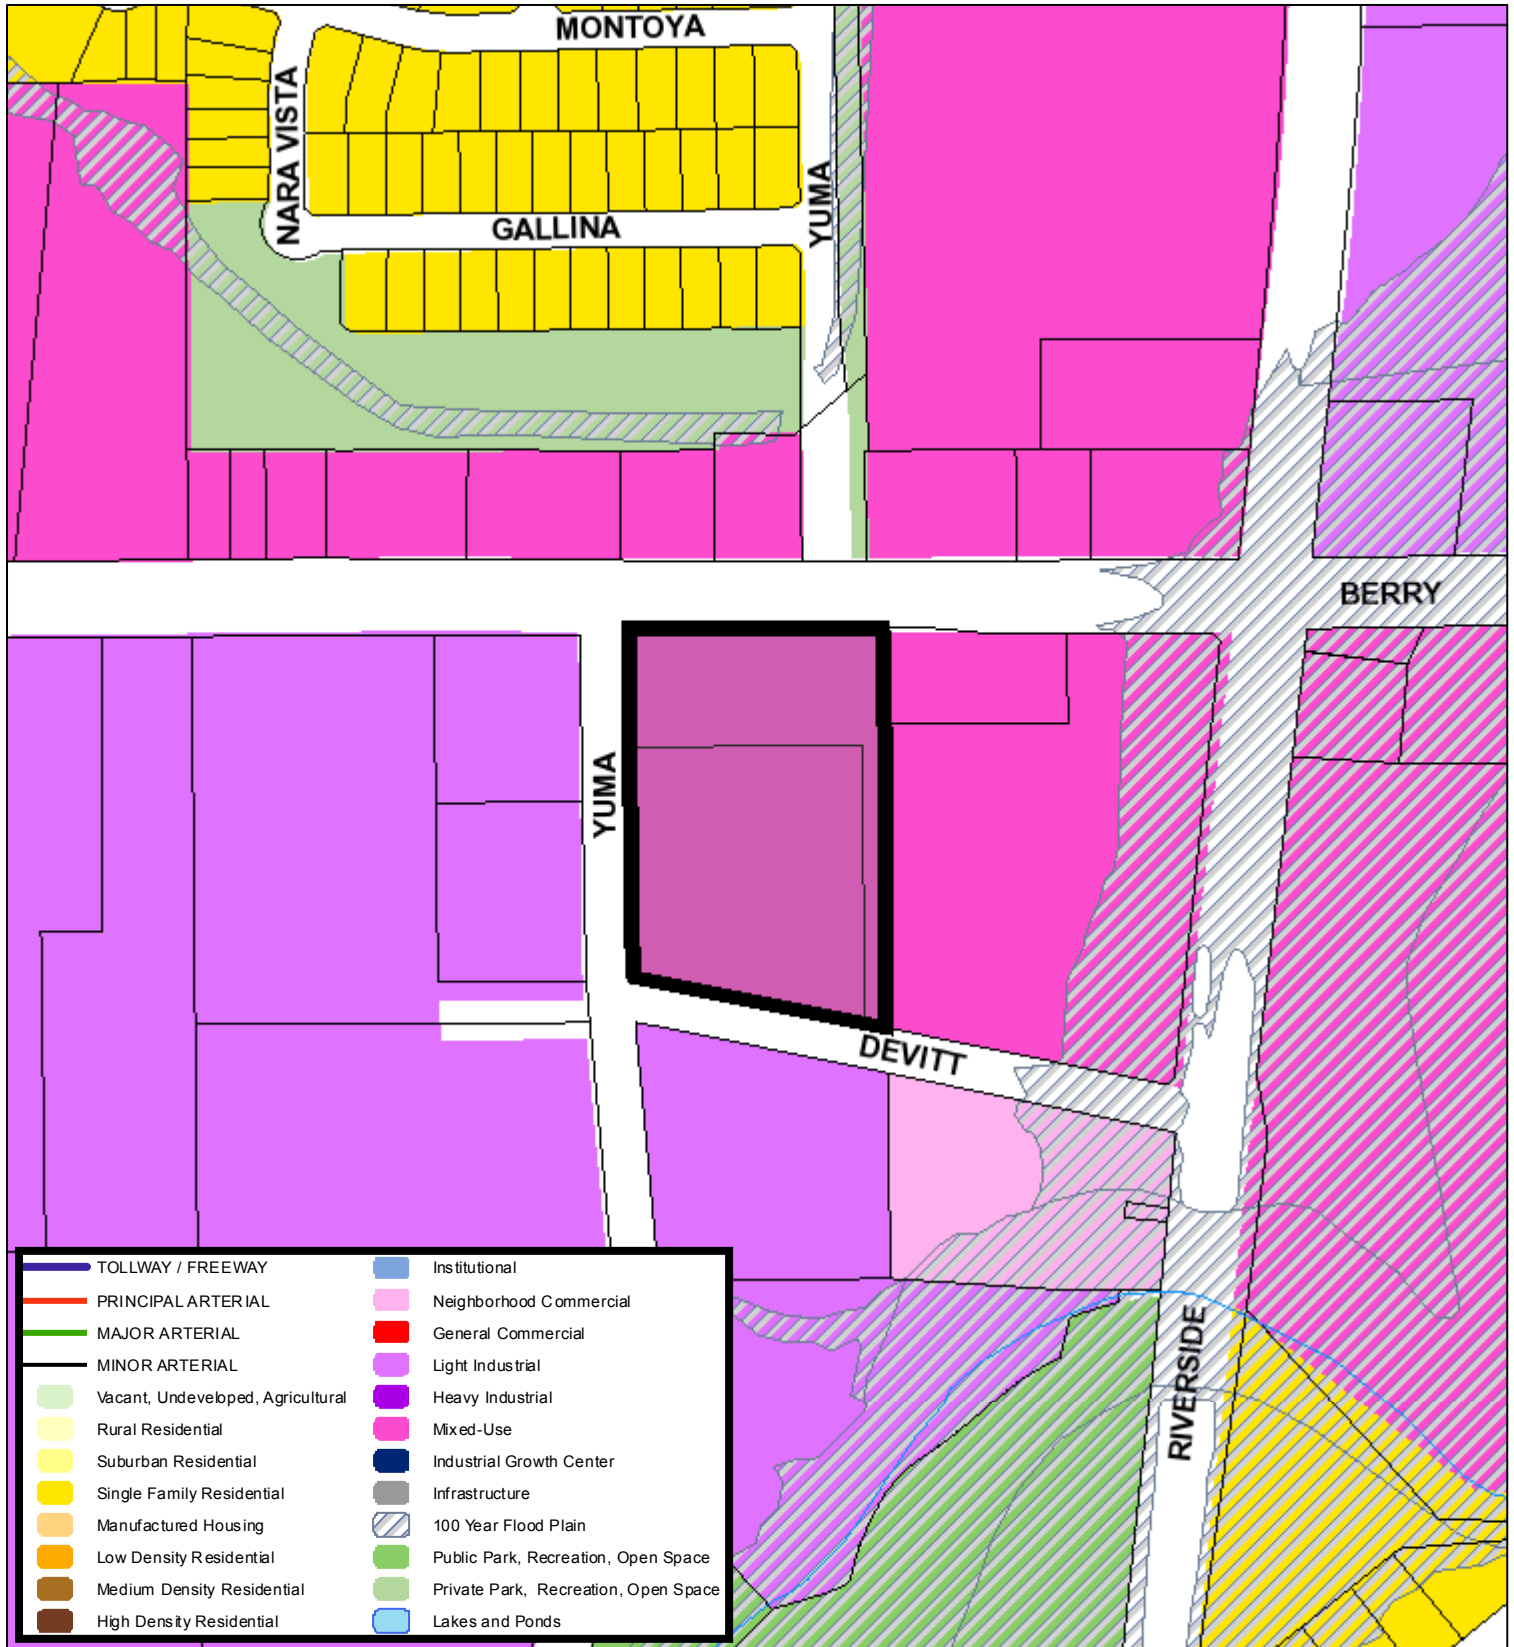 MONTOYA
NARA VISTA
YUMA
GALLINA
BERRY
YUMA
DEVITT
RIVERSIDE
TOLLWAY / FREEWAY
PRINCIPAL ARTERIAL
MAJOR ARTERIAL
MINOR ARTERIAL
Vacant, Undeveloped, Agricultural
Rural Residential
Suburban Residential
Single Family Residential
Manufactured Housing
Low Density Residential
Medium Density Residential
High Density Residential
Institutional
Neighborhood Commercial
General Commercial
Light Industrial
Heavy Industrial
Mixed-Use
Industrial Growth Center
Infrastructure
100 Year Flood Plain
Public Park, Recreation, Open Space
Private Park, Recreation, Open Space
Lakes and Ponds